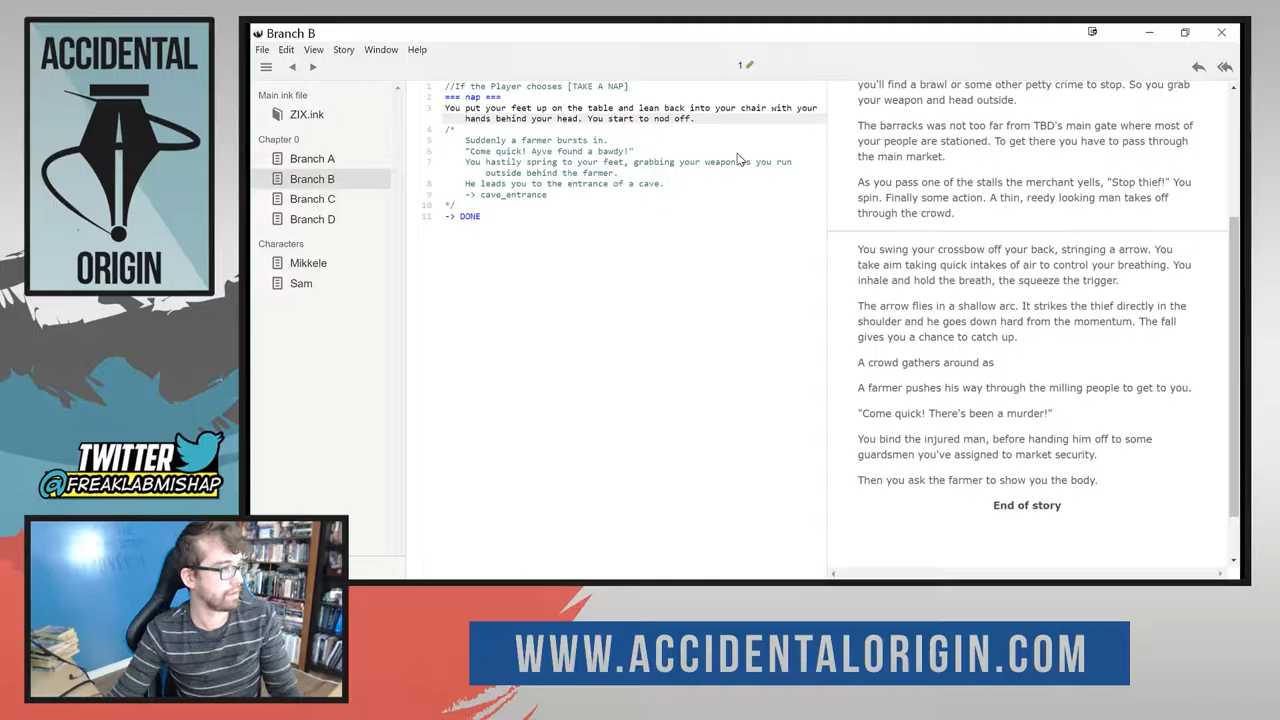 ACCIDENTAL
ORIGIN
Branch B
File Edit View Story Window Help
1
Main ink file
ZIX.ink
Chapter 0
Branch A
Branch B
Branch C
Branch D
Characters
Mikkele
Sam
1 //If the Player chooses [TAKE A NAP]
2 === nap ===
3 You put your feet up on the table and lean back into your chair with your
hands behind your head. You start to nod off.
4 /*
5 Suddenly a farmer bursts in.
6 "Come quick! Ayve found a bawdy!"
7 You hastily spring to your feet, grabbing your weapon as you run
outside behind the farmer.
8 He leads you to the entrance of a cave.
9 -> cave_entrance
10 */
11 -> DONE
you'll find a brawl or some other petty crime to stop. So you grab
your weapon and head outside.
The barracks was not too far from TBD's main gate where most of
your people are stationed. To get there you have to pass through
the main market.
As you pass one of the stalls the merchant yells, "Stop thief!" You
spin. Finally some action. A thin, reedy looking man takes off
through the crowd.
You swing your crossbow off your back, stringing a arrow. You
take aim taking quick intakes of air to control your breathing. You
inhale and hold the breath, the squeeze the trigger.
The arrow flies in a shallow arc. It strikes the thief directly in the
shoulder and he goes down hard from the momentum. The fall
gives you a chance to catch up.
A crowd gathers around as
A farmer pushes his way through the milling people to get to you.
"Come quick! There's been a murder!"
You bind the injured man, before handing him off to some
guardsmen you've assigned to market security.
Then you ask the farmer to show you the body.
End of story
TWITTER
@FREAKLABMISHAP
WWW.ACCIDENTALORIGIN.COM